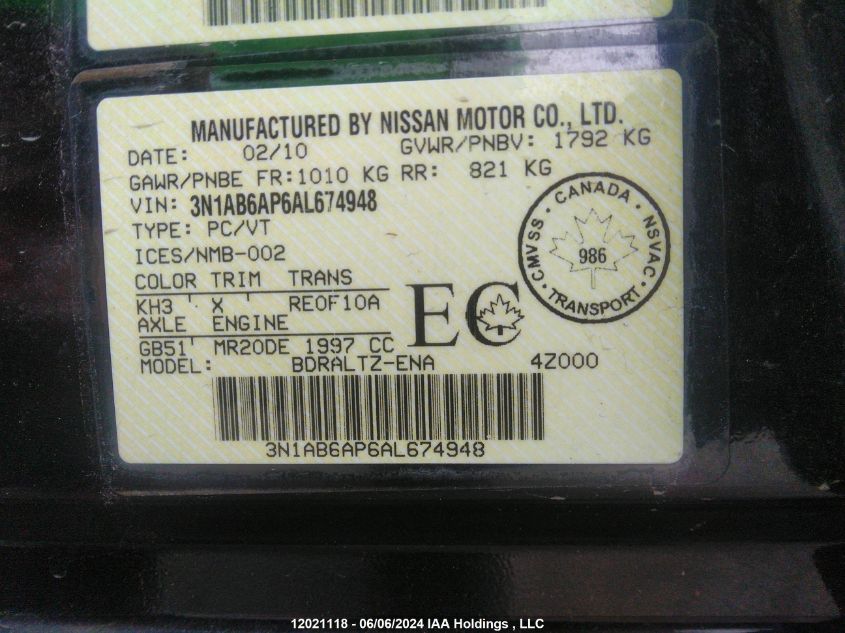 MANUFACTURED BY NISSAN MOTOR CO., LTD.
DATE: 02/10 GVWR/PNBV: 1792 KG
GAWR/PNBE FR:1010 KG RR: 821 KG
VIN: 3N1AB6AP6AL674948
TYPE: PC/VT
ICES/NMB-002
COLOR TRIM TRANS
KH3 ' X ' RE0F10A
AXLE ENGINE
GB51' MR20DE 1997 CC
MODEL: BDRALTZ-ENA 4Z000
EC
CANADA
CMVSS
986
NSVAC
TRANSPORT
3N1AB6AP6AL674948
12021118 - 06/06/2024 IAA Holdings , LLC